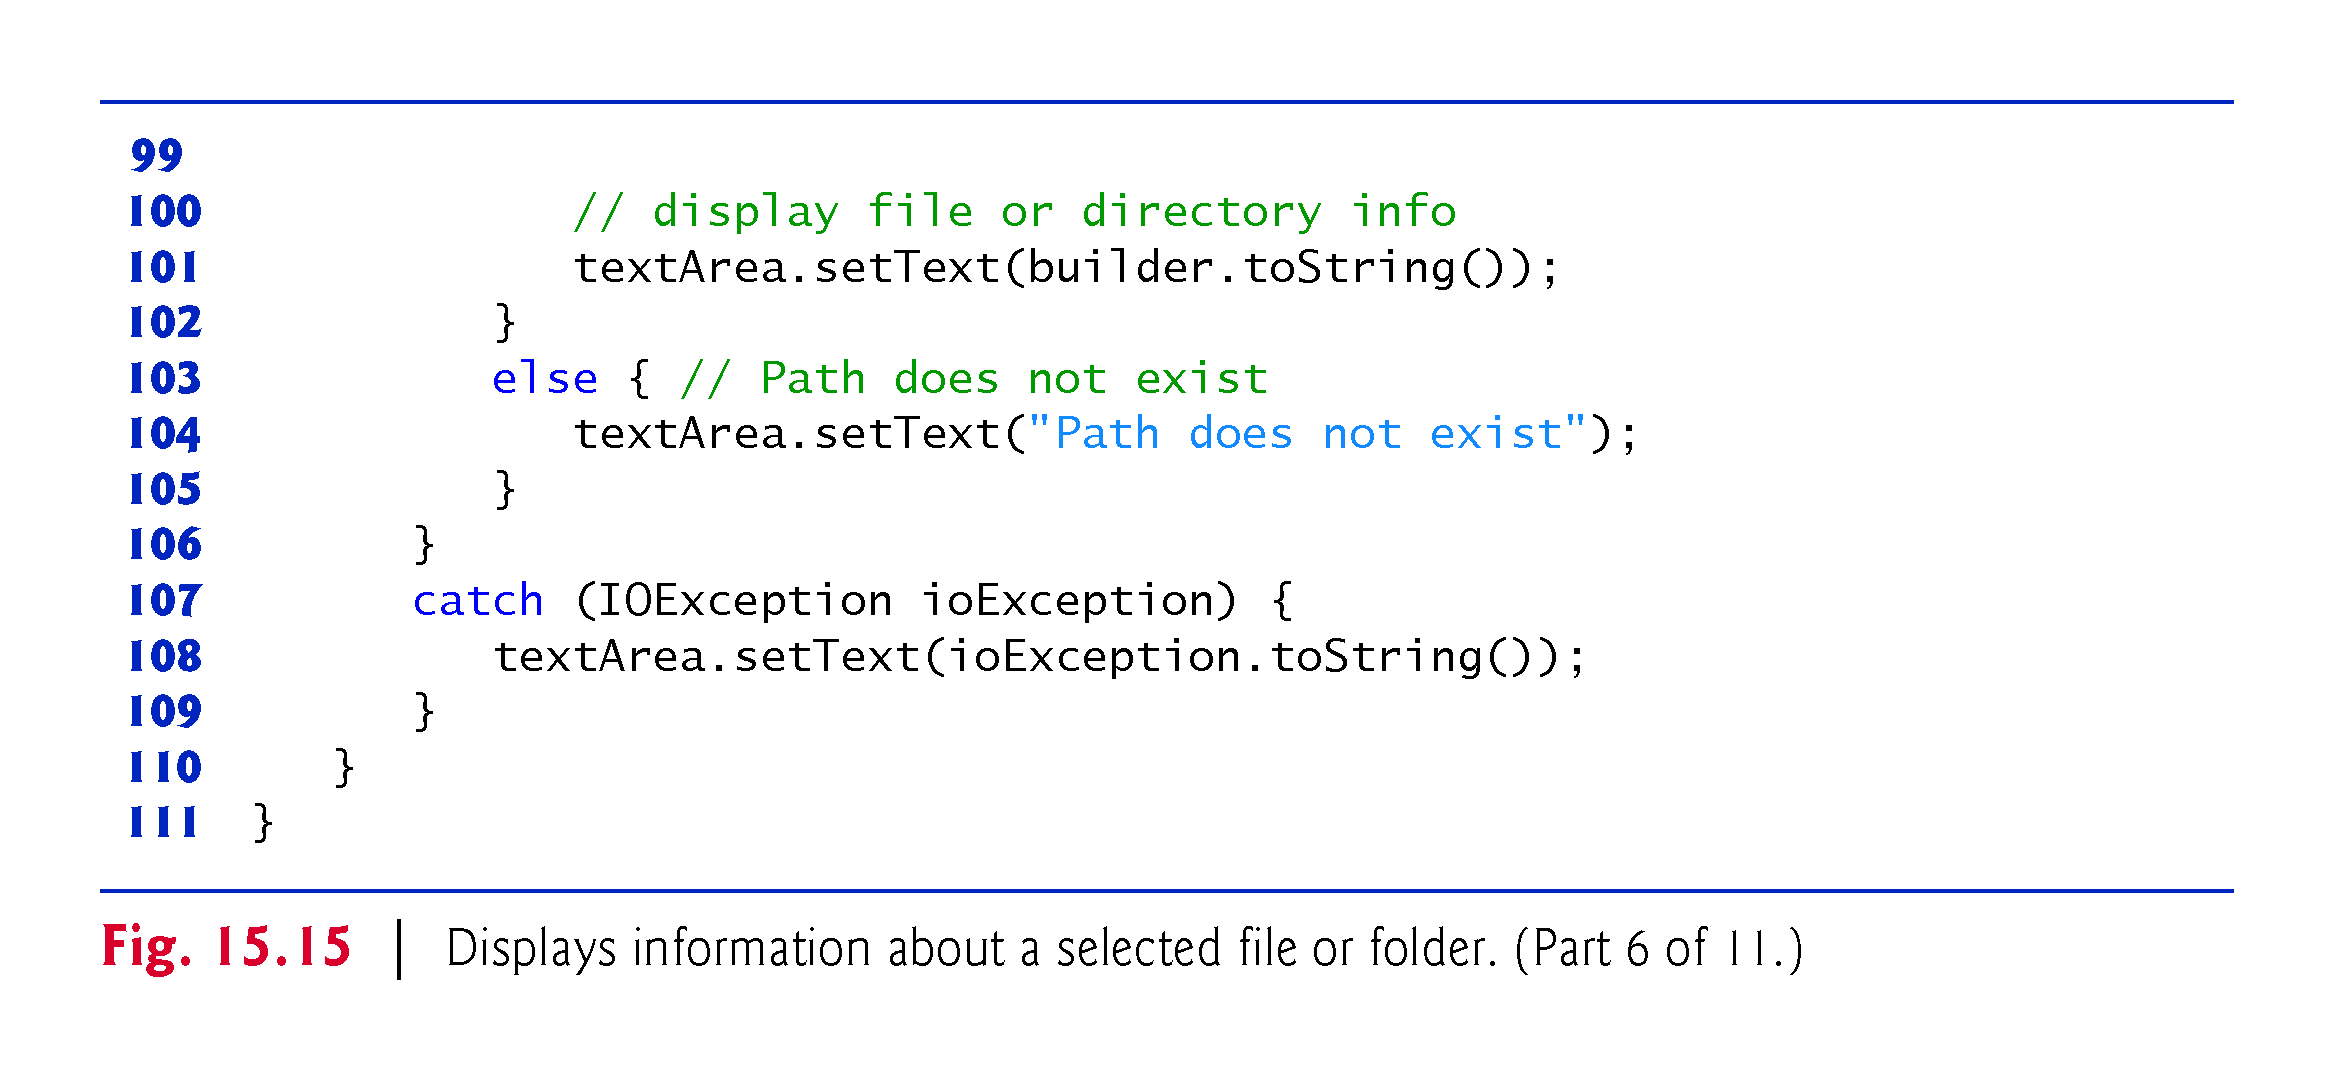 99
100              // display file or directory info
101              textArea.setText(builder.toString());
102           }
103           else { // Path does not exist
104              textArea.setText("Path does not exist");
105           }
106        }
107        catch (IOException ioException) {
108           textArea.setText(ioException.toString());
109        }
110     }
111  }
Fig. 15.15 | Displays information about a selected file or folder. (Part 6 of 11.)